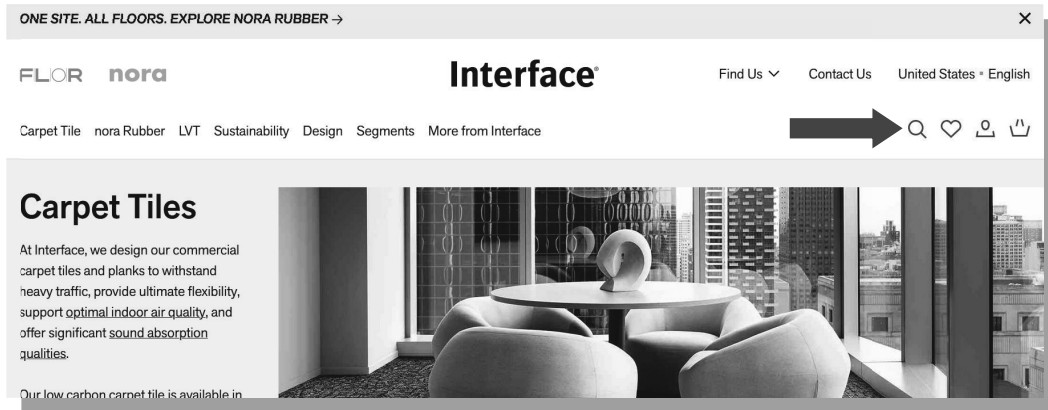 ONE SITE. ALL FLOORS. EXPLORE NORA RUBBER →
FLOR nora
Interface®
Find Us Contact Us United States • English
Carpet Tile nora Rubber LVT Sustainability Design Segments More from Interface
Carpet Tiles
At Interface, we design our commercial
carpet tiles and planks to withstand
heavy traffic, provide ultimate flexibility,
support optimal indoor air quality, and
offer significant sound absorption
qualities.
Our low carbon carpet tile is available in